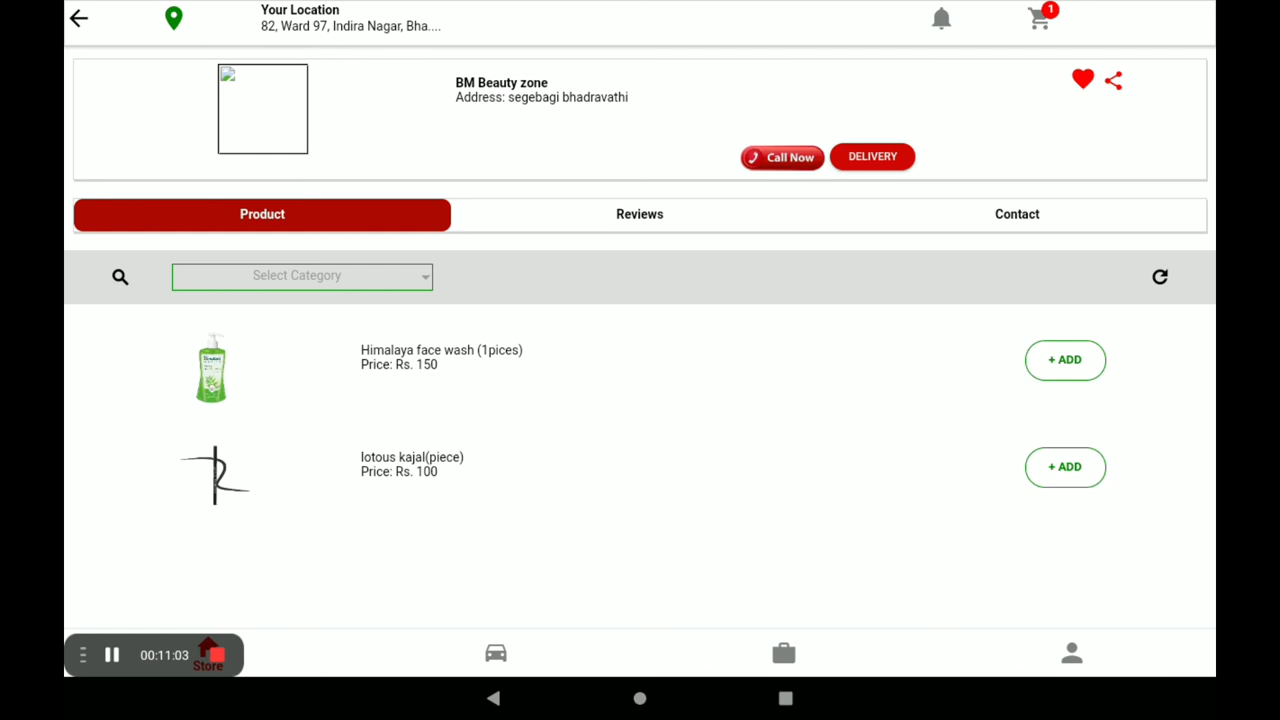 Your Location
82, Ward 97, Indira Nagar, Bha....
1
BM Beauty zone
Address: segebagi bhadravathi
Call Now
DELIVERY
Product
Reviews
Contact
Select Category
Himalaya face wash (1pices)
Price: Rs. 150
+ ADD
lotous kajal(piece)
Price: Rs. 100
+ ADD
00:11:03
Store